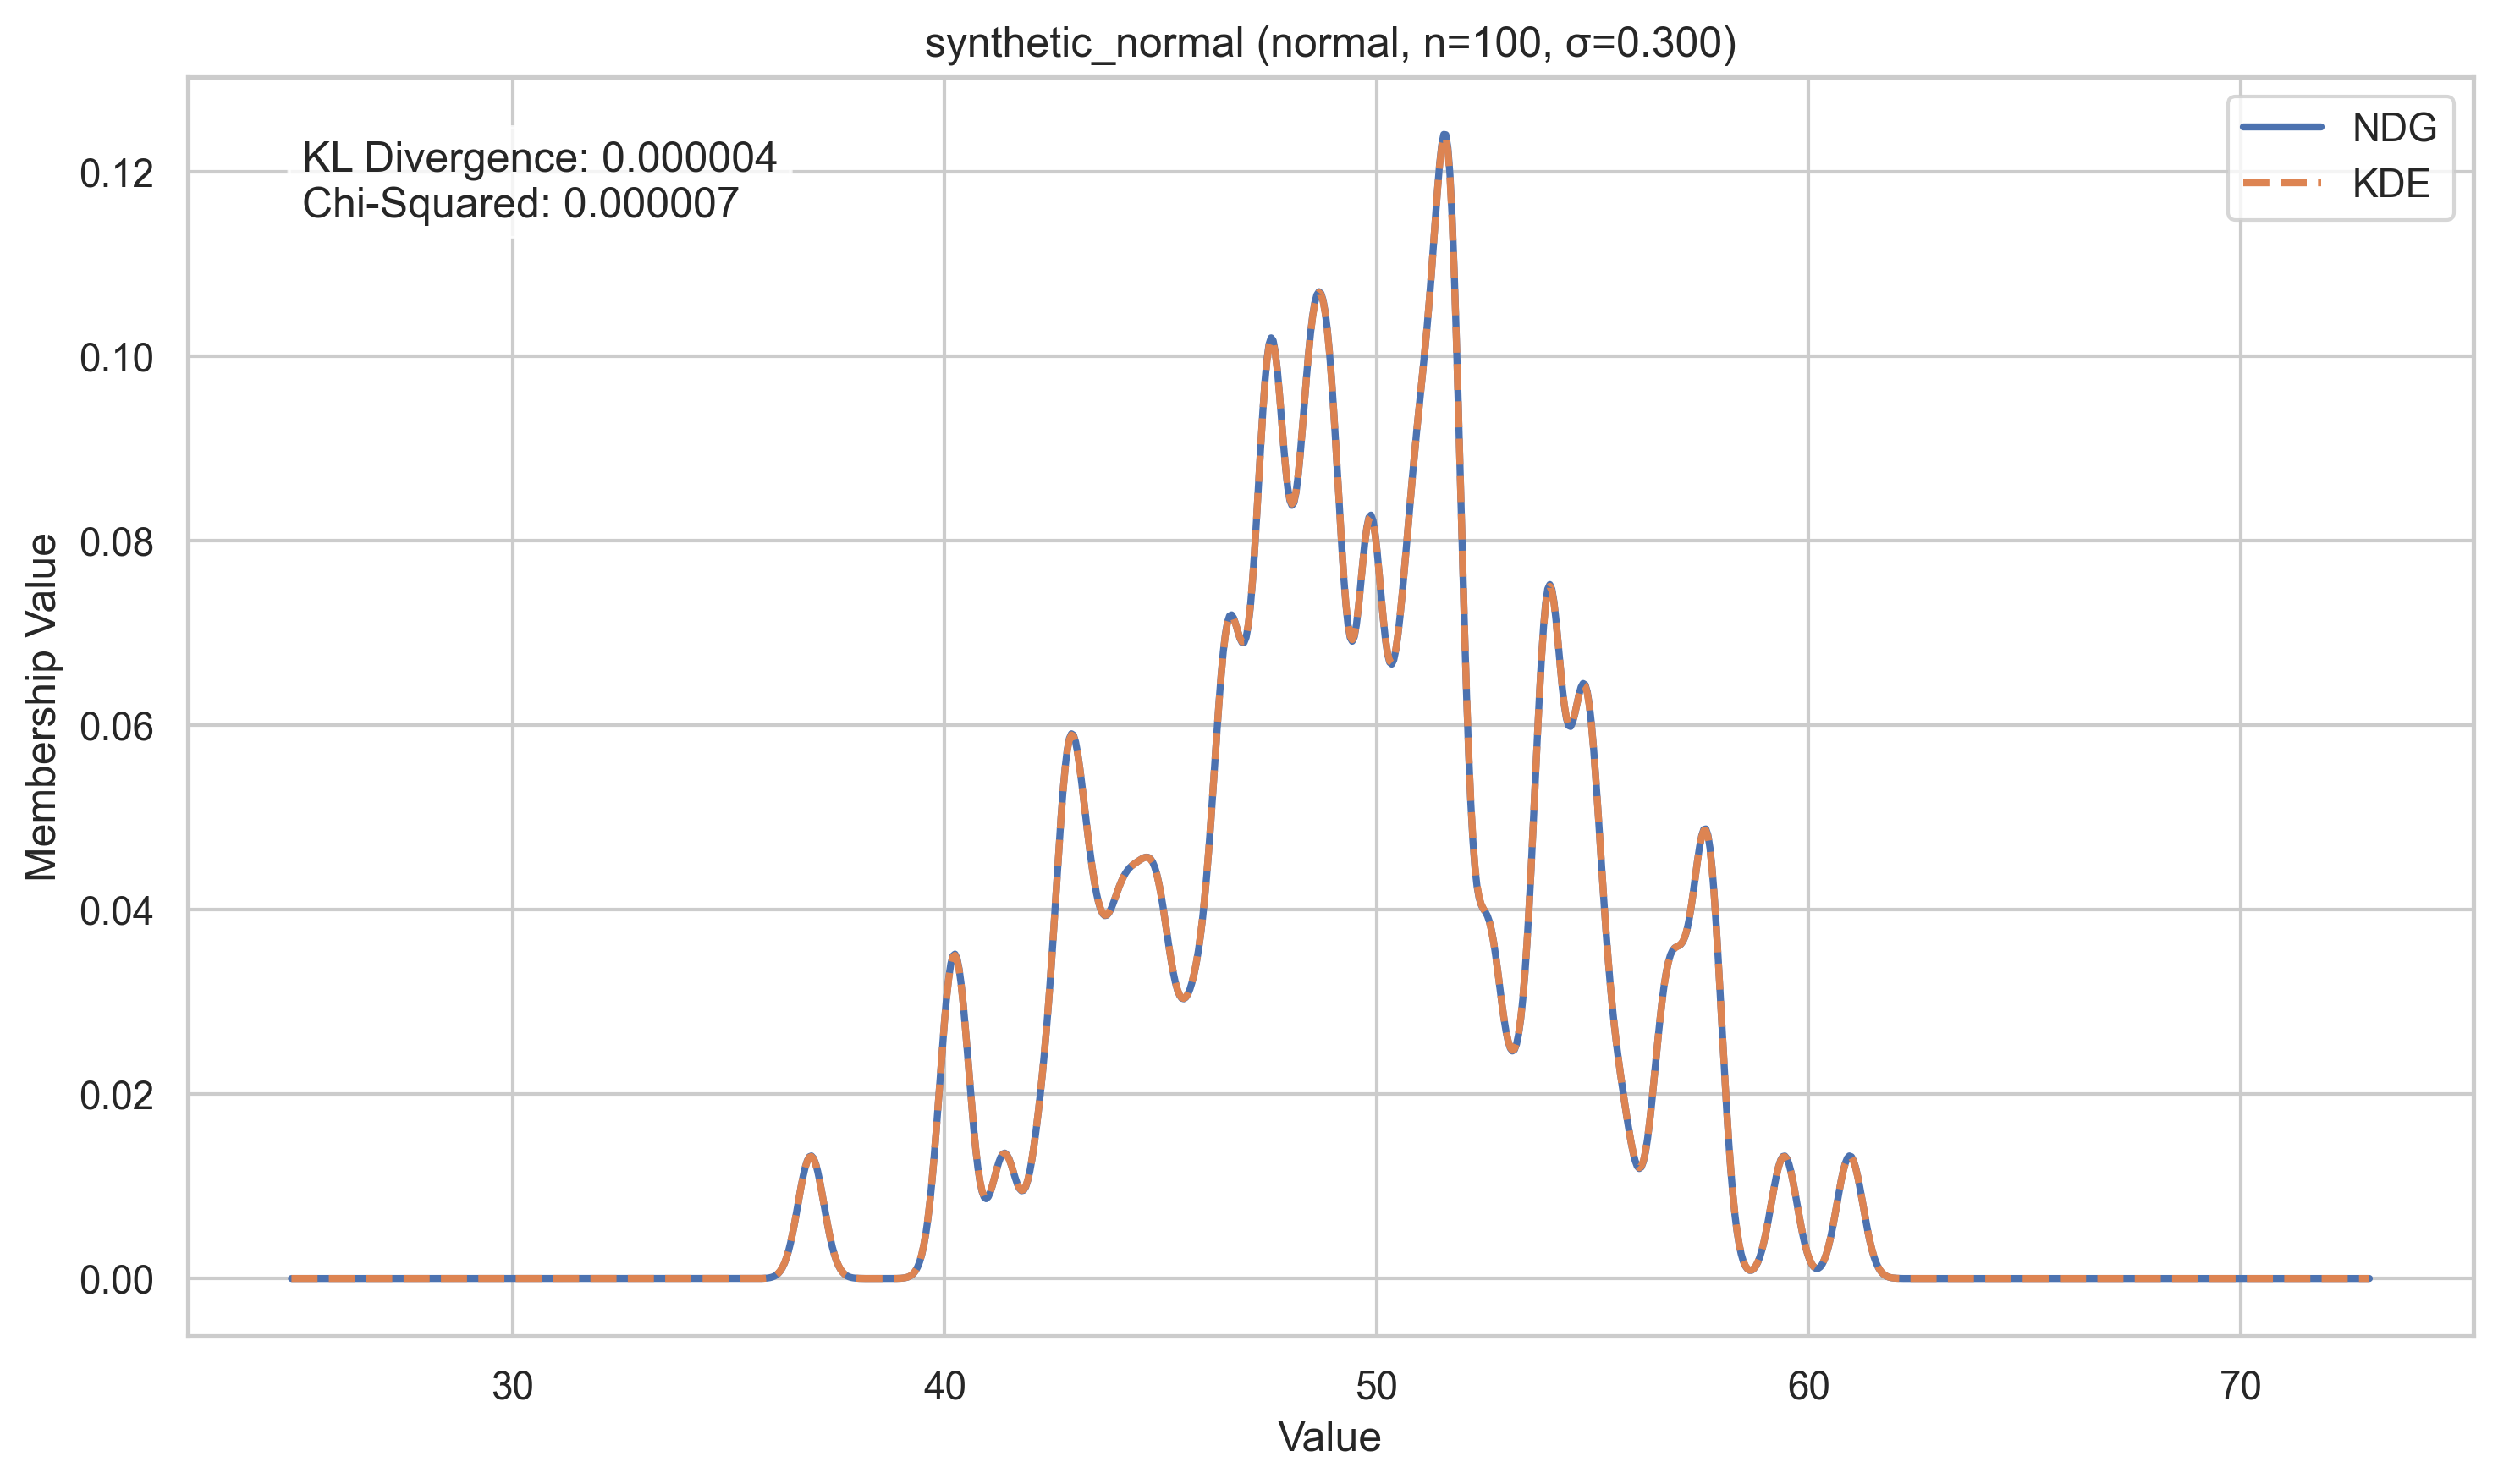 synthetic_normal (normal, n=100, σ=0.300)
KL Divergence: 0.000004
Chi-Squared: 0.000007
NDG
KDE
Membership Value
0.12
0.10
0.08
0.06
0.04
0.02
0.00
30
40
50
60
70
Value